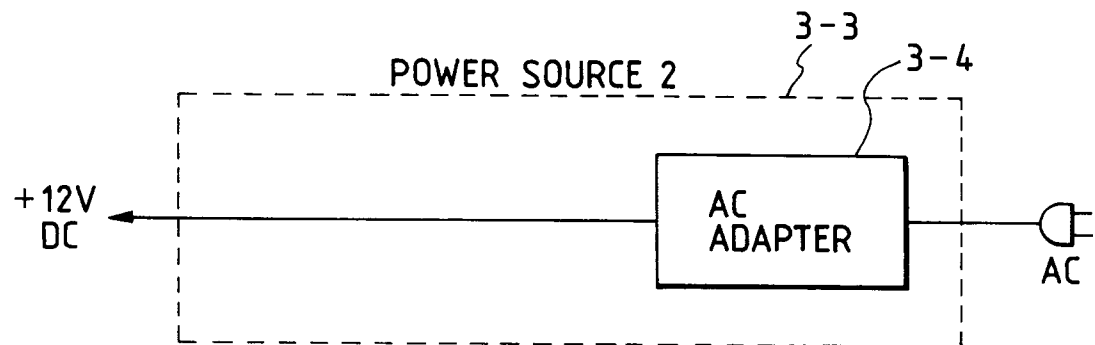 3-3
POWER SOURCE 2
3-4
+12V
DC
AC
ADAPTER
AC